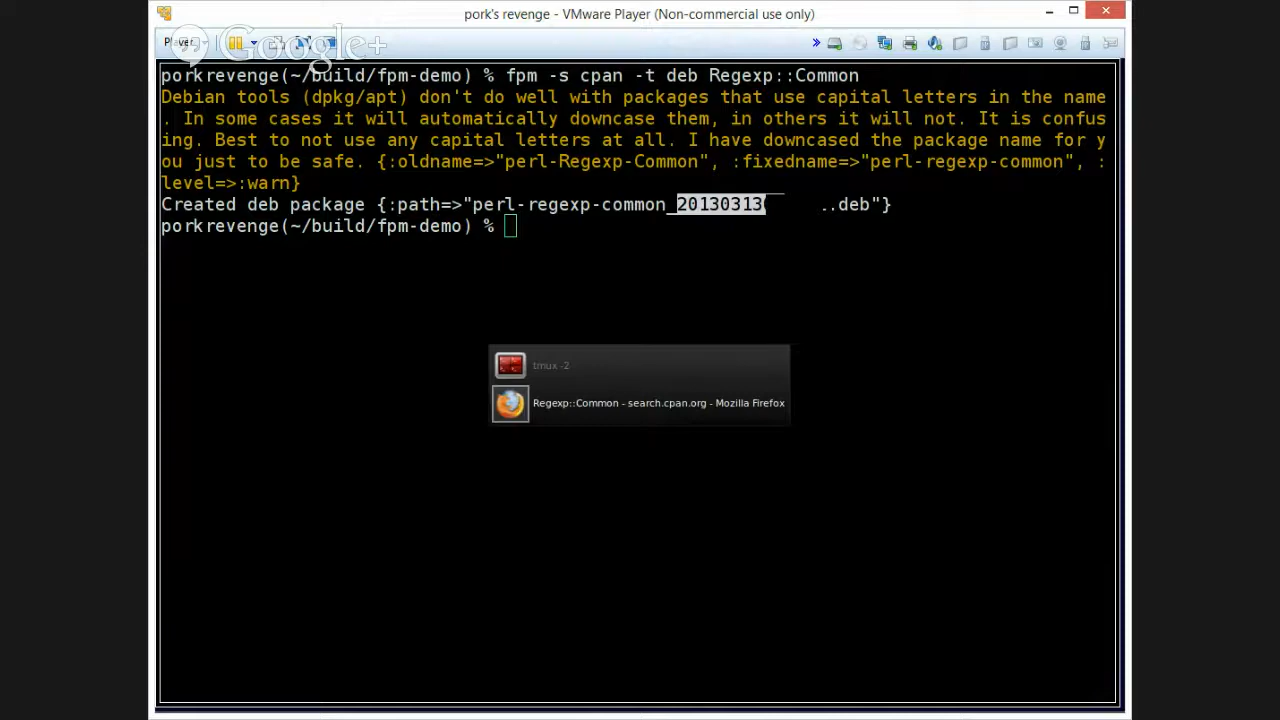 pork's revenge - VMware Player (Non-commercial use only)
Player
Google+
porkrevenge(~/build/fpm-demo) % fpm -s cpan -t deb Regexp::Common
Debian tools (dpkg/apt) don't do well with packages that use capital letters in the name
. In some cases it will automatically downcase them, in others it will not. It is confus
ing. Best to not use any capital letters at all. I have downcased the package name for y
ou just to be safe. {:oldname=>"perl-Regexp-Common", :fixedname=>"perl-regexp-common", :
level=>:warn}
Created deb package {:path=>"perl-regexp-common_20130313 ..deb"}
porkrevenge(~/build/fpm-demo) %
tmux -2
Regexp::Common - search.cpan.org - Mozilla Firefox